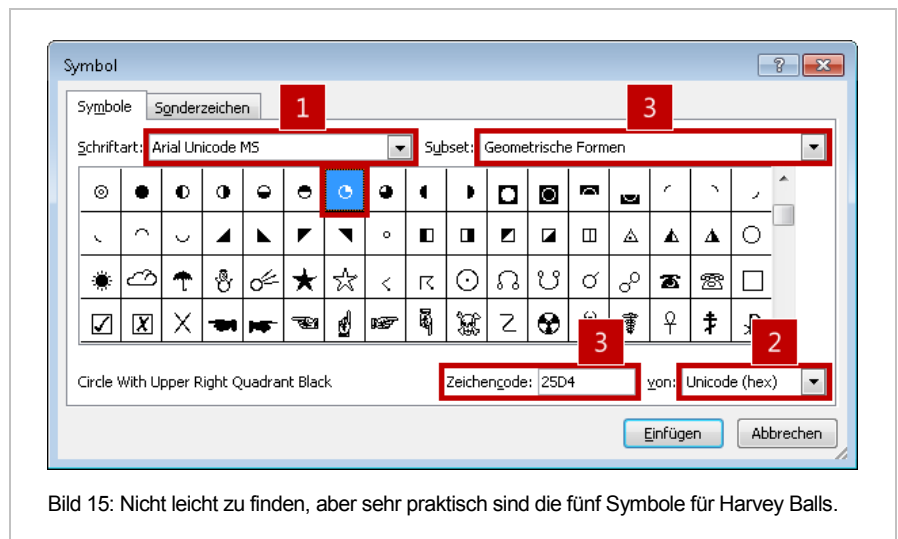 Symbol
Symbole Sonderzeichen 1 3
Schriftart: Arial Unicode MS Subset: Geometrische Formen
3 2
Circle With Upper Right Quadrant Black Zeichencode: 25D4 von: Unicode (hex)
Einfügen Abbrechen
Bild 15: Nicht leicht zu finden, aber sehr praktisch sind die fünf Symbole für Harvey Balls.